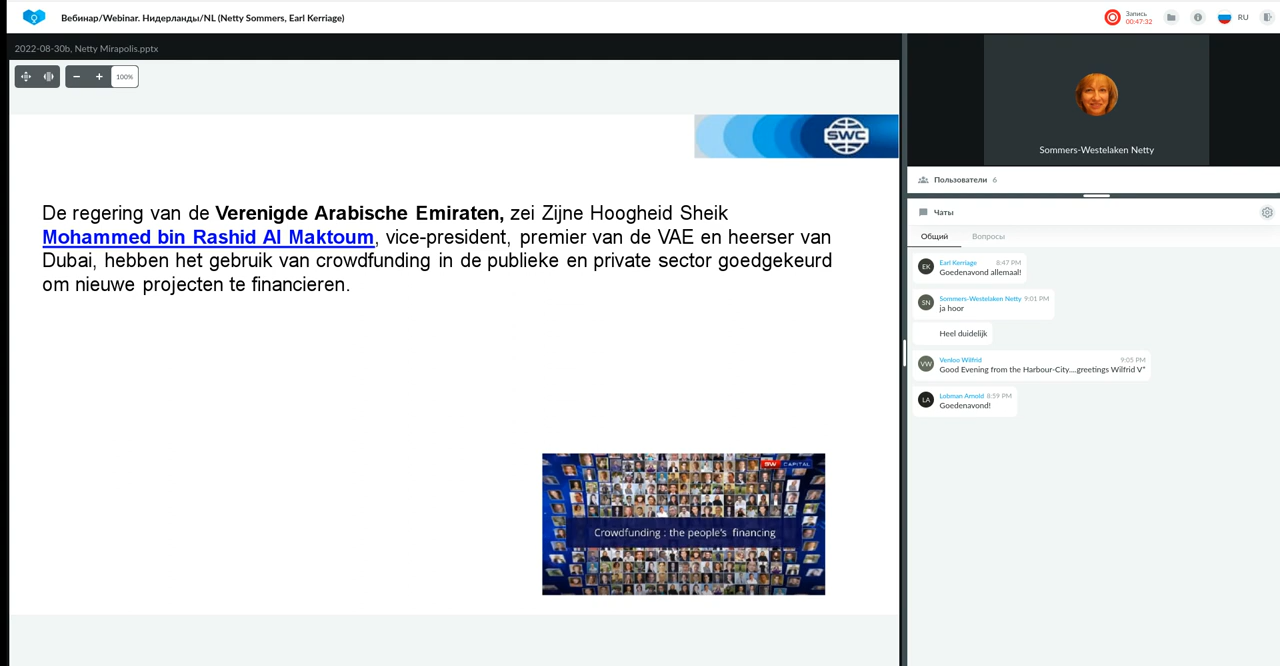 Вебинар/Webinar. Нидерланды/NL (Netty Sommers, Earl Kerriage)
Запись
00:47:32
RU
2022-08-30b, Netty Mirapolis.pptx
100%
SWC
De regering van de Verenigde Arabische Emiraten, zei Zijne Hoogheid Sheik
Mohammed bin Rashid Al Maktoum, vice-president, premier van de VAE en heerser van
Dubai, hebben het gebruik van crowdfunding in de publieke en private sector goedgekeurd
om nieuwe projecten te financieren.
SW CAPITAL
Crowdfunding : the people's financing
Sommers-Westelaken Netty
Пользователи 6
Чаты
Общий Вопросы
EK
Earl Kerriage 8:47 PM
Goedenavond allemaal!
SN
Sommers-Westelaken Netty 9:01 PM
ja hoor
Heel duidelijk
VW
Venloo Wilfrid 9:05 PM
Good Evening from the Harbour-City....greetings Wilfrid V"
LA
Lobman Arnold 8:59 PM
Goedenavond!